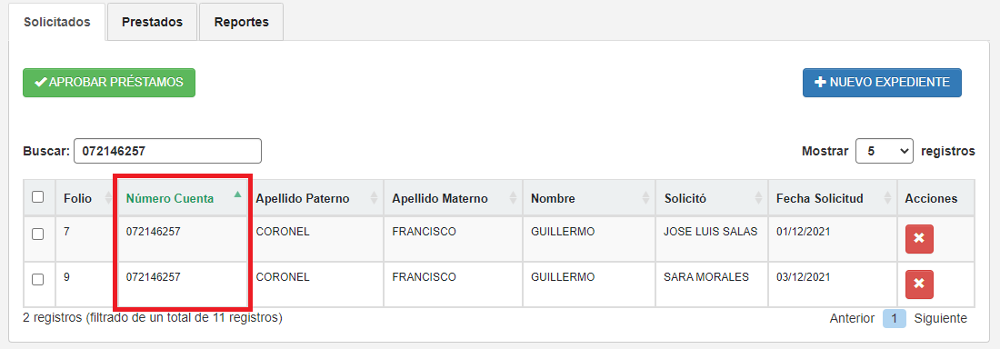 Solicitados Prestados Reportes
APROBAR PRÉSTAMOS NUEVO EXPEDIENTE
Buscar: 072146257 Mostrar 5 registros
Folio Número Cuenta Apellido Paterno Apellido Materno Nombre Solicitó Fecha Solicitud Acciones
7 072146257 CORONEL FRANCISCO GUILLERMO JOSE LUIS SALAS 01/12/2021
9 072146257 CORONEL FRANCISCO GUILLERMO SARA MORALES 03/12/2021
2 registros (filtrado de un total de 11 registros) Anterior 1 Siguiente